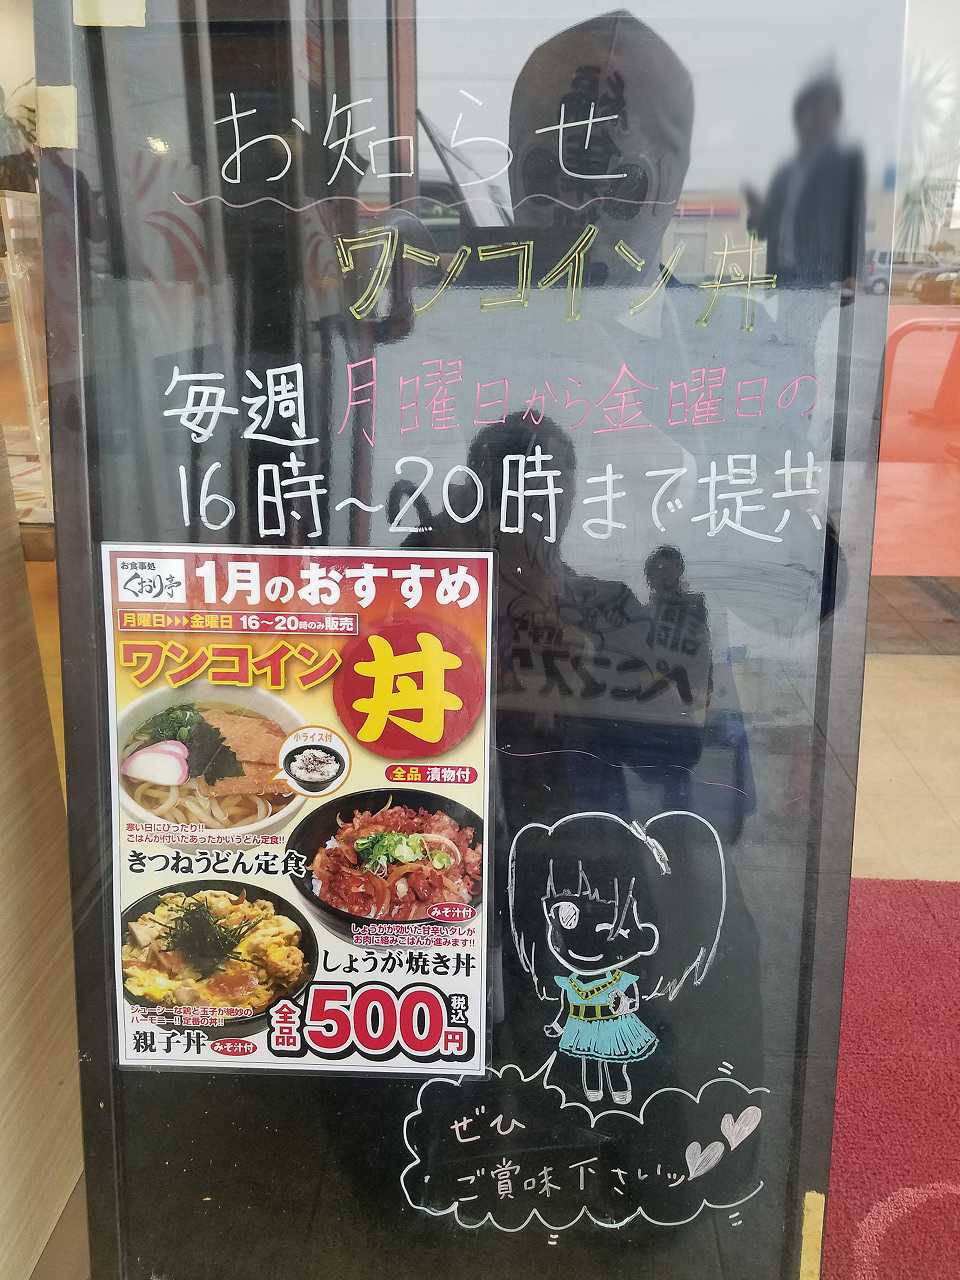 お知らせ
ワンコイン丼
毎週月曜日から金曜日の
16時～20時まで提供
お食事処
くおり亭
1月のおすすめ
月曜日▸▸▸金曜日 16～20時のみ販売
ワンコイン
丼
小ライス付
全品 漬物付
寒い日にぴったり!!
ごはんが付いたあったかいうどん定食!!
きつねうどん定食
みそ汁付
しょうがが効いた甘辛いタレが
お肉に絡みごはんが進みます!!
しょうが焼き丼
ジューシーな鶏と玉子が絶妙の
ハーモニー!! 定番の丼!!
親子丼 みそ汁付
全品 500円 税込
ぜひ
ご賞味下さいッ